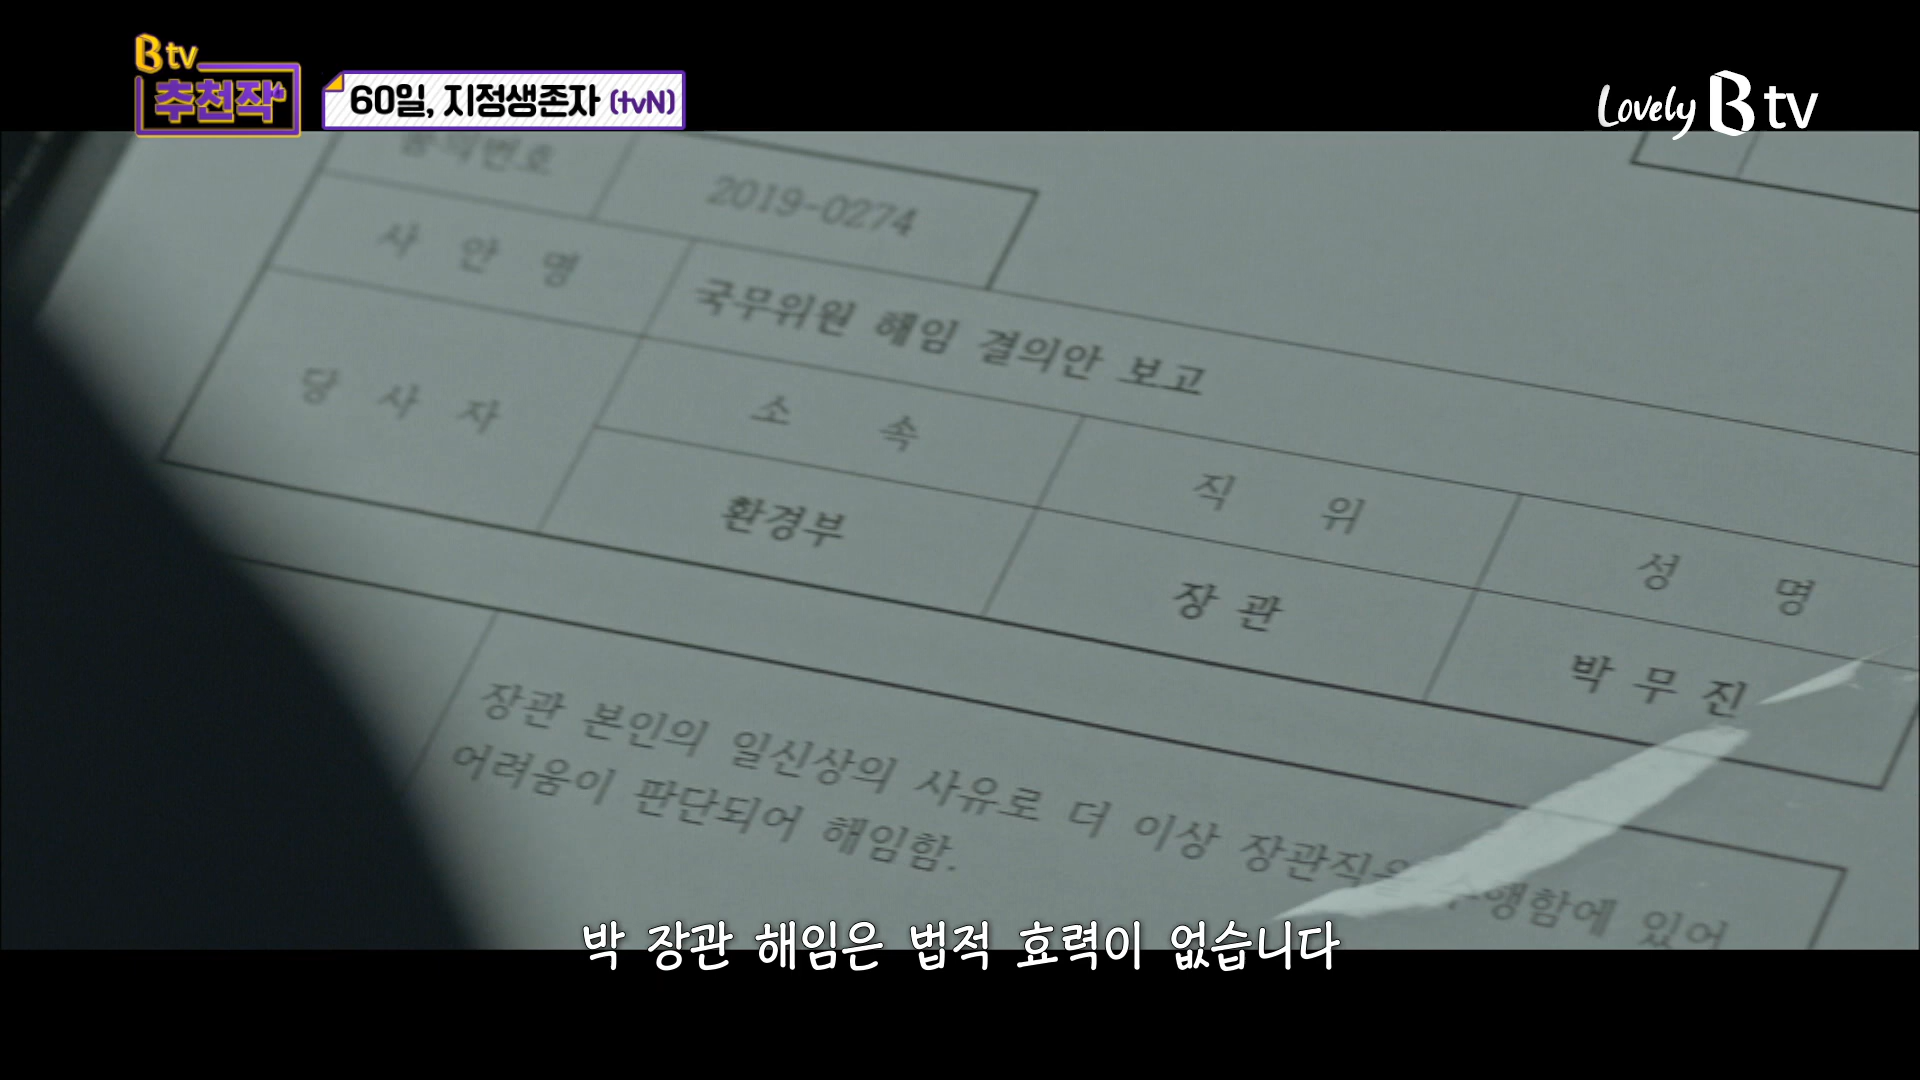 B tv
추천작
60일, 지정생존자 (tvN)
Lovely B tv
2019-0274
사 안 명
국무위원 해임 결의안 보고
당 사 자
소 속
직 위
성 명
환경부
장 관
박 무 진
장관 본인의 일신상의 사유로 더 이상 장관직을 있어
어려움이 판단되어 해임함.
박 장관 해임은 법적 효력이 없습니다